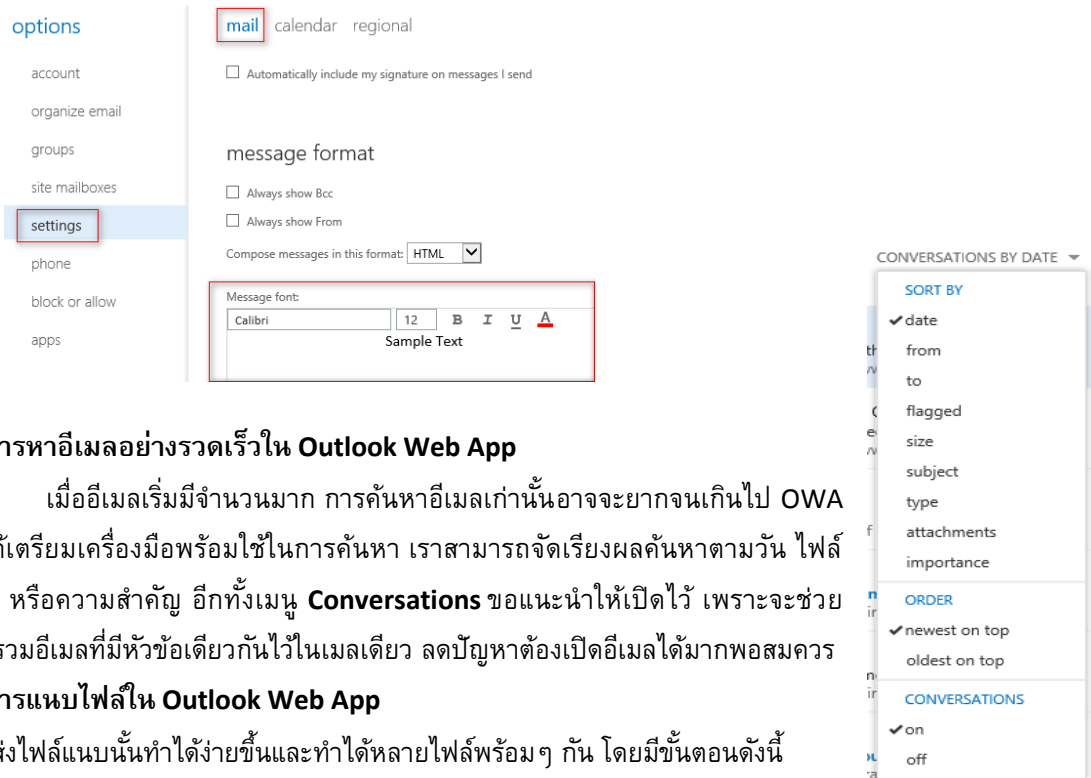 options
account
organize email
groups
site mailboxes
settings
phone
block or allow
apps
mail calendar regional
Automatically include my signature on messages I send
message format
Always show Bcc
Always show From
Compose messages in this format: HTML
Message font:
Calibri 12 B I U A
Sample Text
ารหาอีเมลอย่างรวดเร็วใน Outlook Web App
เมื่ออีเมลเริ่มมีจำนวนมาก การค้นหาอีเมลเก่านั้นอาจจะยากจนเกินไป OWA
ด้เตรียมเครื่องมือพร้อมใช้ในการค้นหา เราสามารถจัดเรียงผลค้นหาตามวัน ไฟล์
หรือความสำคัญ อีกทั้งเมนู Conversations ขอแนะนำให้เปิดไว้ เพราะจะช่วย
รวมอีเมลที่มีหัวข้อเดียวกันไว้ในเมลเดียว ลดปัญหาต้องเปิดอีเมลได้มากพอสมควร
ารแนบไฟล์ใน Outlook Web App
ส่งไฟล์แนบนั้นทำได้ง่ายขึ้นและทำได้หลายไฟล์พร้อมๆ กัน โดยมีขั้นตอนดังนี้
CONVERSATIONS BY DATE
SORT BY
date
from
to
flagged
size
subject
type
attachments
importance
ORDER
newest on top
oldest on top
CONVERSATIONS
on
off